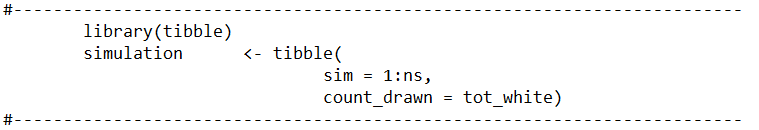 #-------------------------------------------------------------------------
library(tibble)
simulation      <- tibble(
sim = 1:ns,
count_drawn = tot_white)
#-------------------------------------------------------------------------